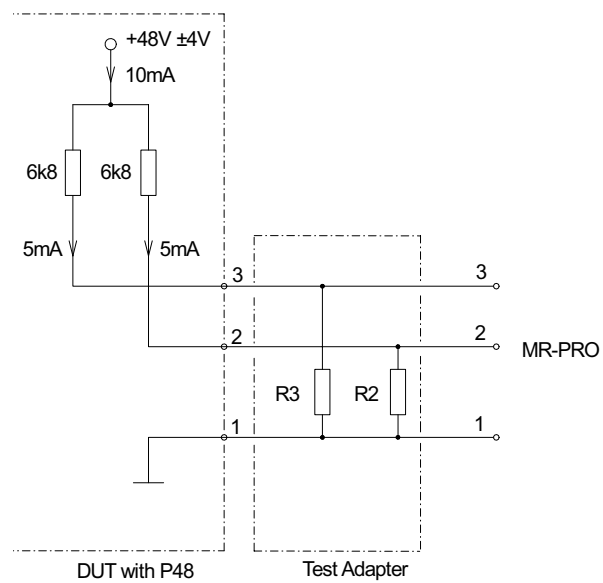 +48V ±4V
10mA
6k8
6k8
5mA
5mA
3
3
2
2
MR-PRO
R3
R2
1
1
DUT with P48
Test Adapter